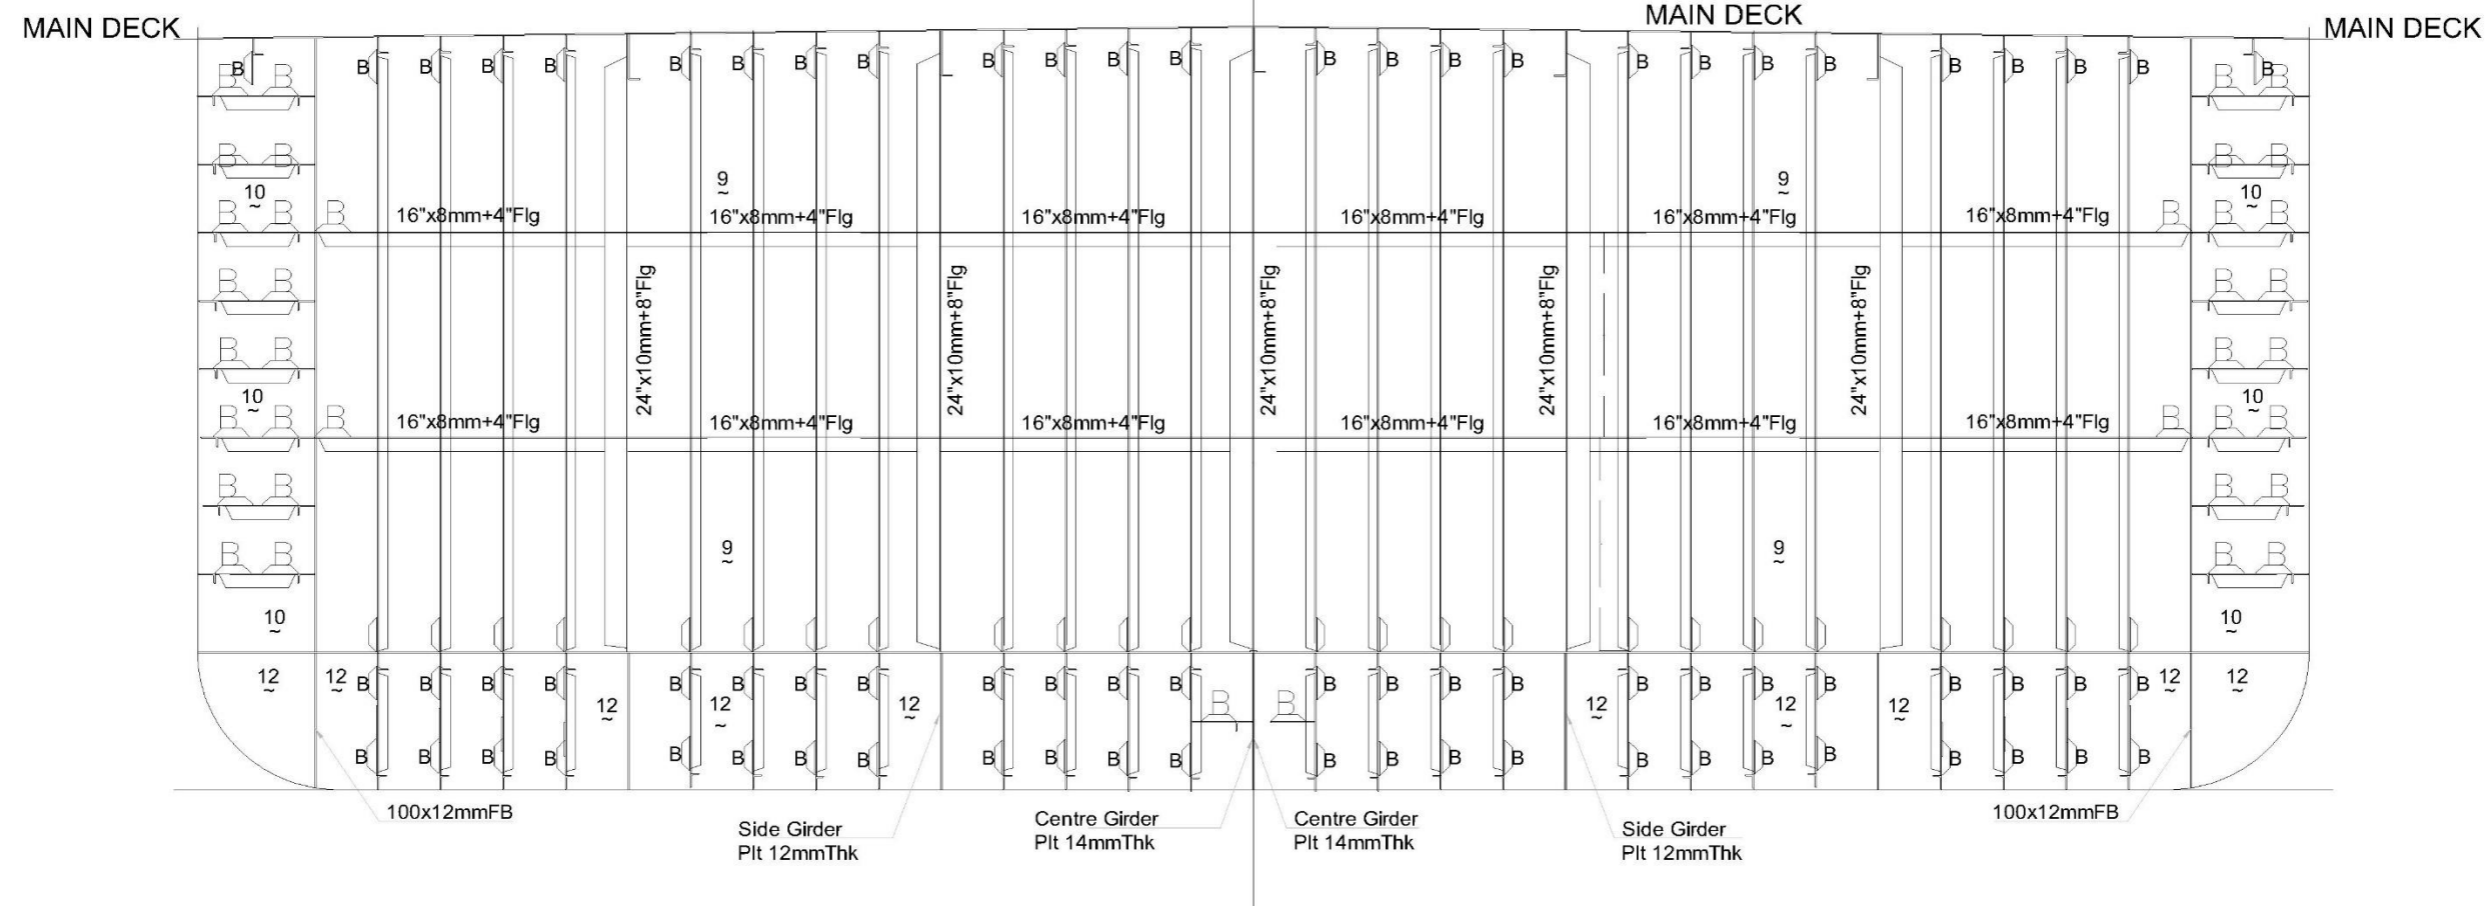 MAIN DECK
MAIN DECK
MAIN DECK
B B B B B B B B B B B B B B B B B B B B B B B B B B
B B B B
B B B B
10 9 9 10
B B B 16"x8mm+4"Flg 16"x8mm+4"Flg 16"x8mm+4"Flg 16"x8mm+4"Flg 16"x8mm+4"Flg 16"x8mm+4"Flg B B B
B B B B
24"x10mm+8"Flg
24"x10mm+8"Flg
24"x10mm+8"Flg
24"x10mm+8"Flg
24"x10mm+8"Flg
B B B B
10 10
B B B 16"x8mm+4"Flg 16"x8mm+4"Flg 16"x8mm+4"Flg 16"x8mm+4"Flg 16"x8mm+4"Flg 16"x8mm+4"Flg B B B
B B B B
B B 9 9 B B
10 10
12 12 B B B B B B B B B B B B B B B B B B B B B B B B 12 12
12 12 12 B B 12 12 12
B B B B B B B B B B B B B B B B B B B B B B B B
100x12mmFB
100x12mmFB
Side Girder
Plt 12mmThk
Centre Girder
Plt 14mmThk
Centre Girder
Plt 14mmThk
Side Girder
Plt 12mmThk